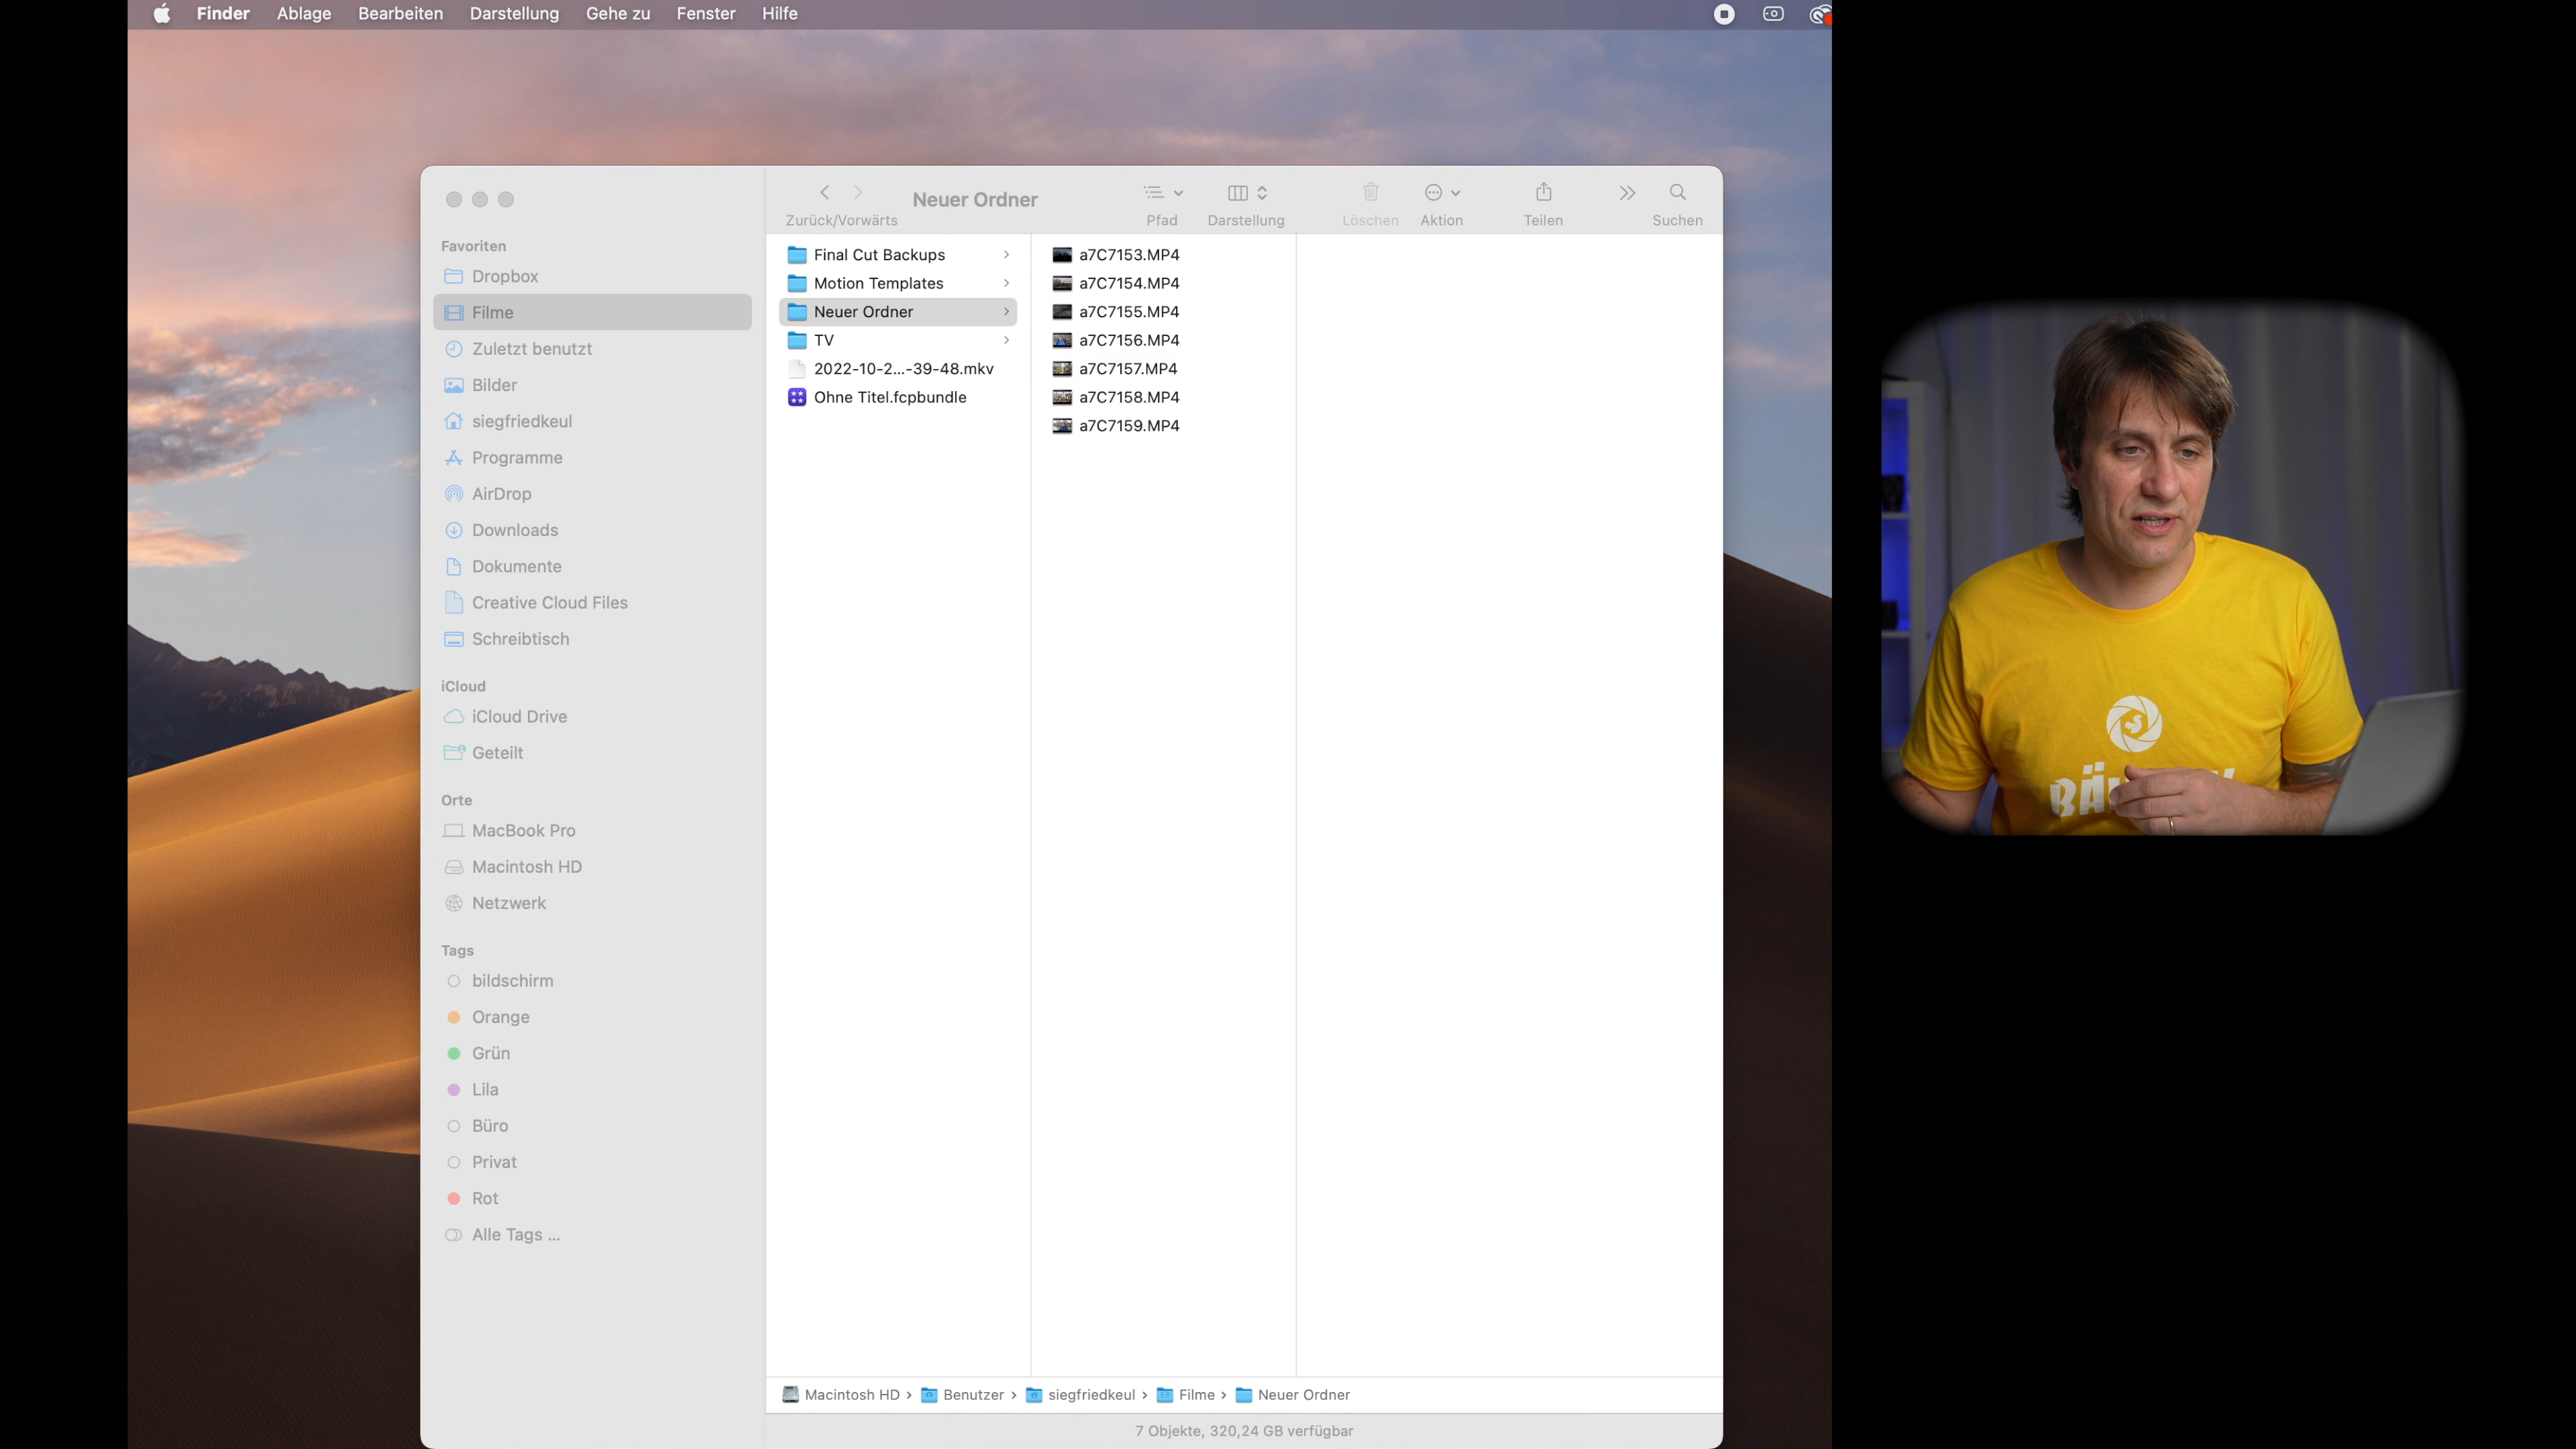 Finder Ablage Bearbeiten Darstellung Gehe zu Fenster Hilfe
Neuer Ordner
Zurück/Vorwärts Pfad Darstellung Löschen Aktion Teilen Suchen
Favoriten
Dropbox
Filme
Zuletzt benutzt
Bilder
siegfriedkeul
Programme
AirDrop
Downloads
Dokumente
Creative Cloud Files
Schreibtisch
iCloud
iCloud Drive
Geteilt
Orte
MacBook Pro
Macintosh HD
Netzwerk
Tags
bildschirm
Orange
Grün
Lila
Büro
Privat
Rot
Alle Tags ...
Final Cut Backups
Motion Templates
Neuer Ordner
TV
2022-10-2...-39-48.mkv
Ohne Titel.fcpbundle
a7C7153.MP4
a7C7154.MP4
a7C7155.MP4
a7C7156.MP4
a7C7157.MP4
a7C7158.MP4
a7C7159.MP4
Macintosh HD › Benutzer › siegfriedkeul › Filme › Neuer Ordner
7 Objekte, 320,24 GB verfügbar